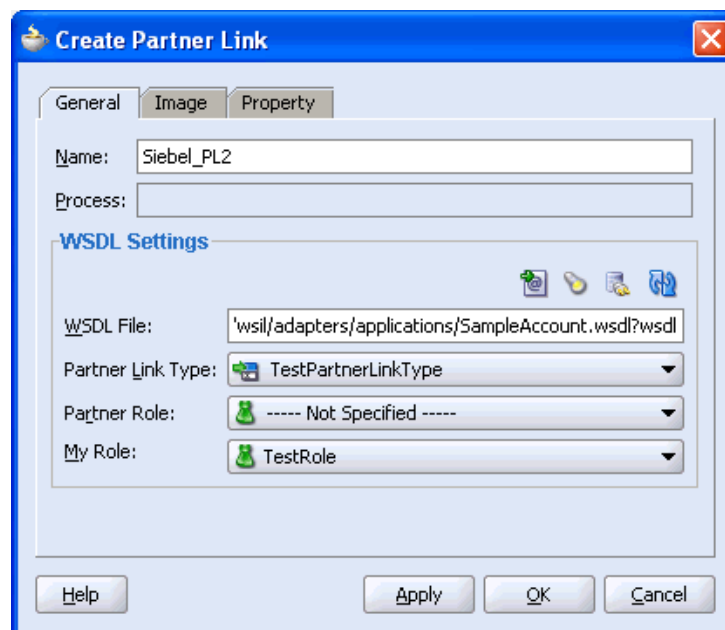 Create Partner Link
General Image Property
Name: Siebel_PL2
Process:
WSDL Settings
WSDL File: 'wsil/adapters/applications/SampleAccount.wsdl?wsdl
Partner Link Type: TestPartnerLinkType
Partner Role: ----- Not Specified -----
My Role: TestRole
Help Apply OK Cancel